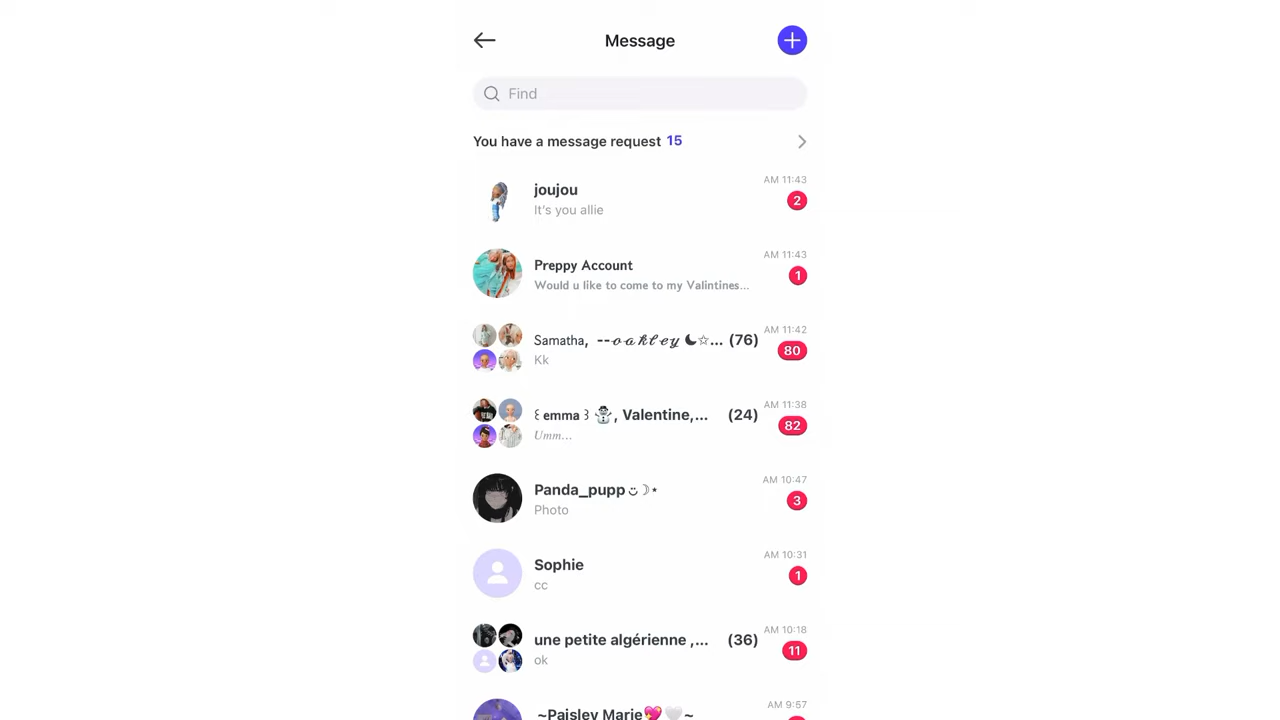 Message
Find
You have a message request 15
joujou
AM 11:43
It's you allie
2
Preppy Account
AM 11:43
Would u like to come to my Valintines...
1
Samatha, --𝓸𝓪𝓴𝓵𝓮𝔂 ⏾☆... (76)
AM 11:42
Kk
80
꒰ emma ꒱ ☃️, Valentine,... (24)
AM 11:38
𝑈𝑚𝑚...
82
Panda_pupp ت̈ ☽⋆
AM 10:47
Photo
3
Sophie
AM 10:31
cc
1
une petite algérienne ,... (36)
AM 10:18
ok
11
~Paisley Marie💖🤍~
AM 9:57